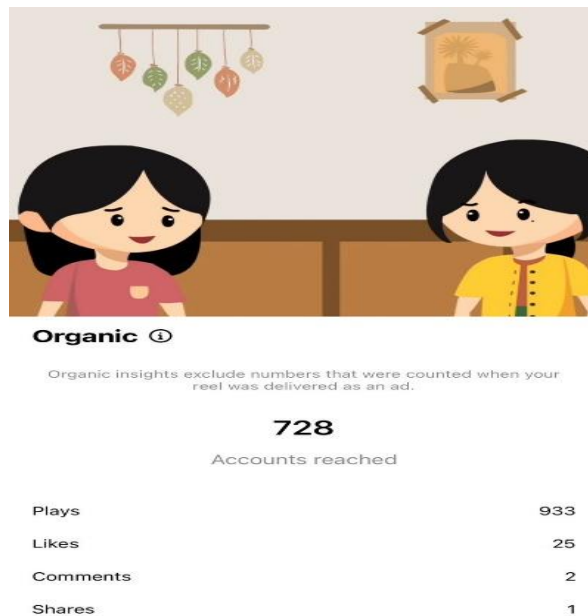 Organic
Organic insights exclude numbers that were counted when your
reel was delivered as an ad.
728
Accounts reached
Plays 933
Likes 25
Comments 2
Shares 1